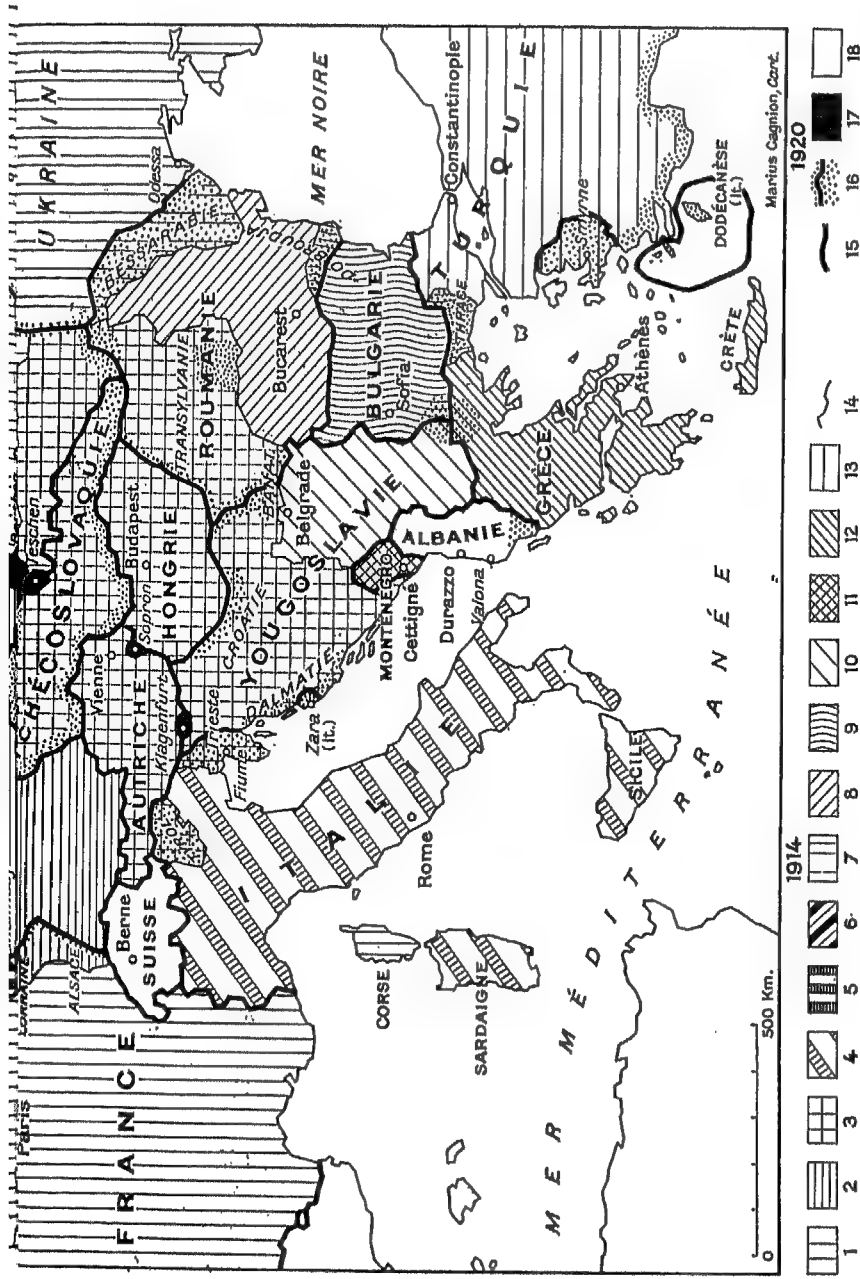 Paris
LORRAINE
ALSACE
FRANCE
Berne
SUISSE
AUTRICHE
Vienne
Klagenfurt
Teschen
CHÉCOSLOVAQUIE
Budapest
Sopron
HONGRIE
UKRAINE
Odessa
BESSARABIE
TRANSYLVANIE
ROUMANIE
Bucarest
BANAT
Belgrade
CROATIE
YOUGOSLAVIE
DALMATIE
Trieste
Fiume
Zara
(it.)
MONTÉNÉGRO
Cettigné
ALBANIE
Durazzo
Valona
BULGARIE
Sofia
MER NOIRE
Constantinople
TURQUIE
Smyrne
DODÉCANÈSE
(it.)
GRÈCE
Athènes
CRÈTE
ITALIE
Rome
SICILE
CORSE
SARDAIGNE
MER MÉDITERRANÉE
0 500 Km.
Marius Cagnion, Cart.
1914
1920
1 2 3 4 5 6 7 8 9 10 11 12 13 14 15 16 17 18